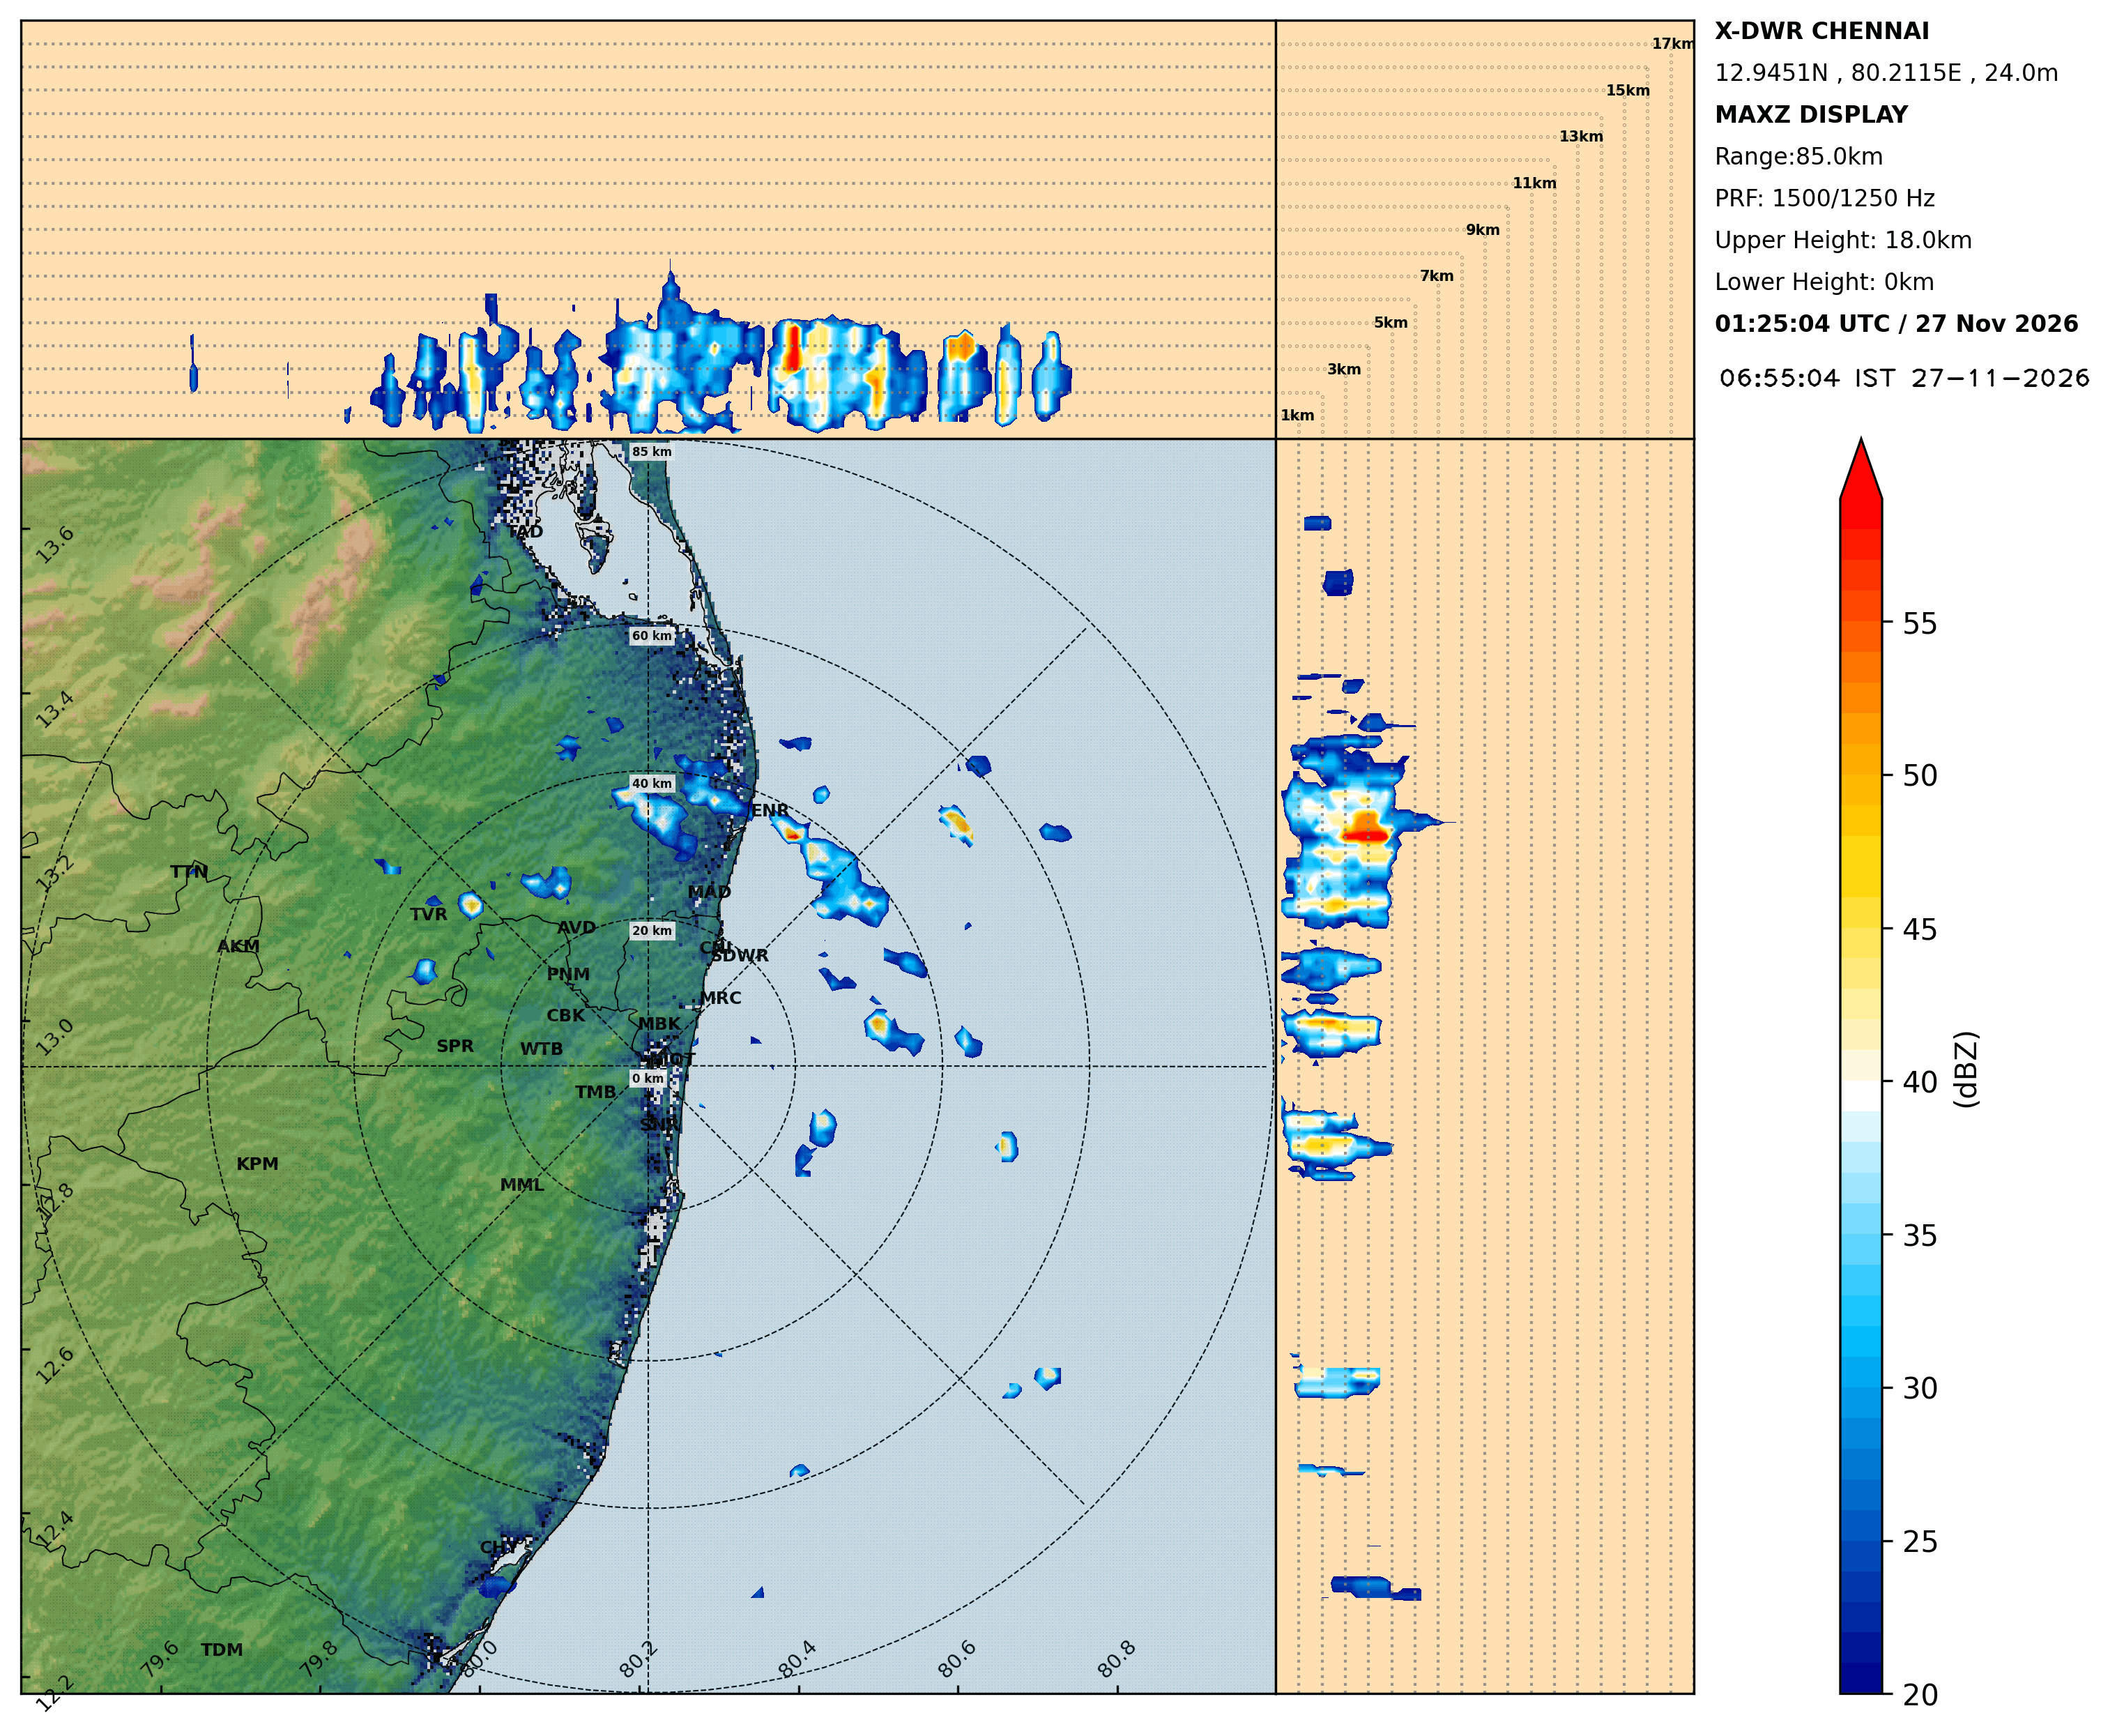 X-DWR CHENNAI
12.9451N , 80.2115E , 24.0m
MAXZ DISPLAY
Range:85.0km
PRF: 1500/1250 Hz
Upper Height: 18.0km
Lower Height: 0km
01:25:04 UTC / 27 Nov 2026
06:55:04 IST 27-11-2026
17km
15km
13km
11km
9km
7km
5km
3km
1km
85 km
60 km
40 km
20 km
0 km
TAD
ENR
TTN
MAD
TVR
AVD
AKM
CNI
SDWR
PNM
MRC
CBK
MBK
SPR
WTB
TMB
SNR
KPM
MML
CHY
TDM
13.6
13.4
13.2
13.0
12.8
12.6
12.4
12.2
79.6
79.8
80.0
80.2
80.4
80.6
80.8
55
50
45
40
35
30
25
20
(dBZ)